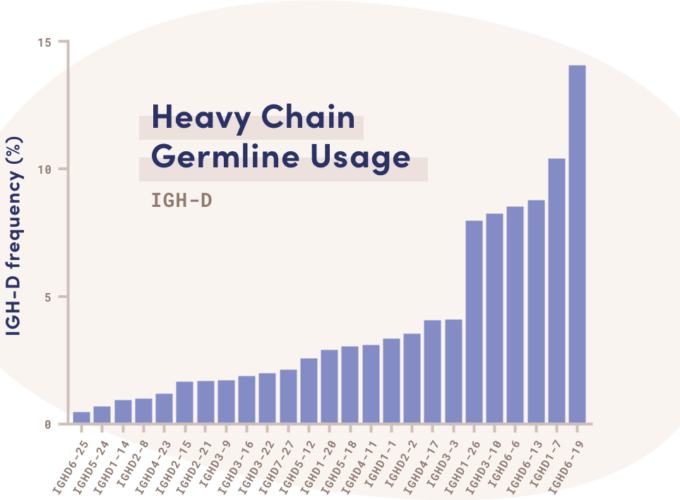 15
Heavy Chain
Germline Usage
10
IGH-D
IGH-D frequency (%)
5
0
IGHD6-25
IGHD5-24
IGHD1-14
IGHD2-8
IGHD4-23
IGHD2-15
IGHD2-21
IGHD3-9
IGHD3-16
IGHD3-22
IGHD7-27
IGHD5-12
IGHD1-20
IGHD5-18
IGHD4-11
IGHD1-1
IGHD2-2
IGHD4-17
IGHD3-3
IGHD1-26
IGHD3-10
IGHD6-6
IGHD6-13
IGHD1-7
IGHD6-19